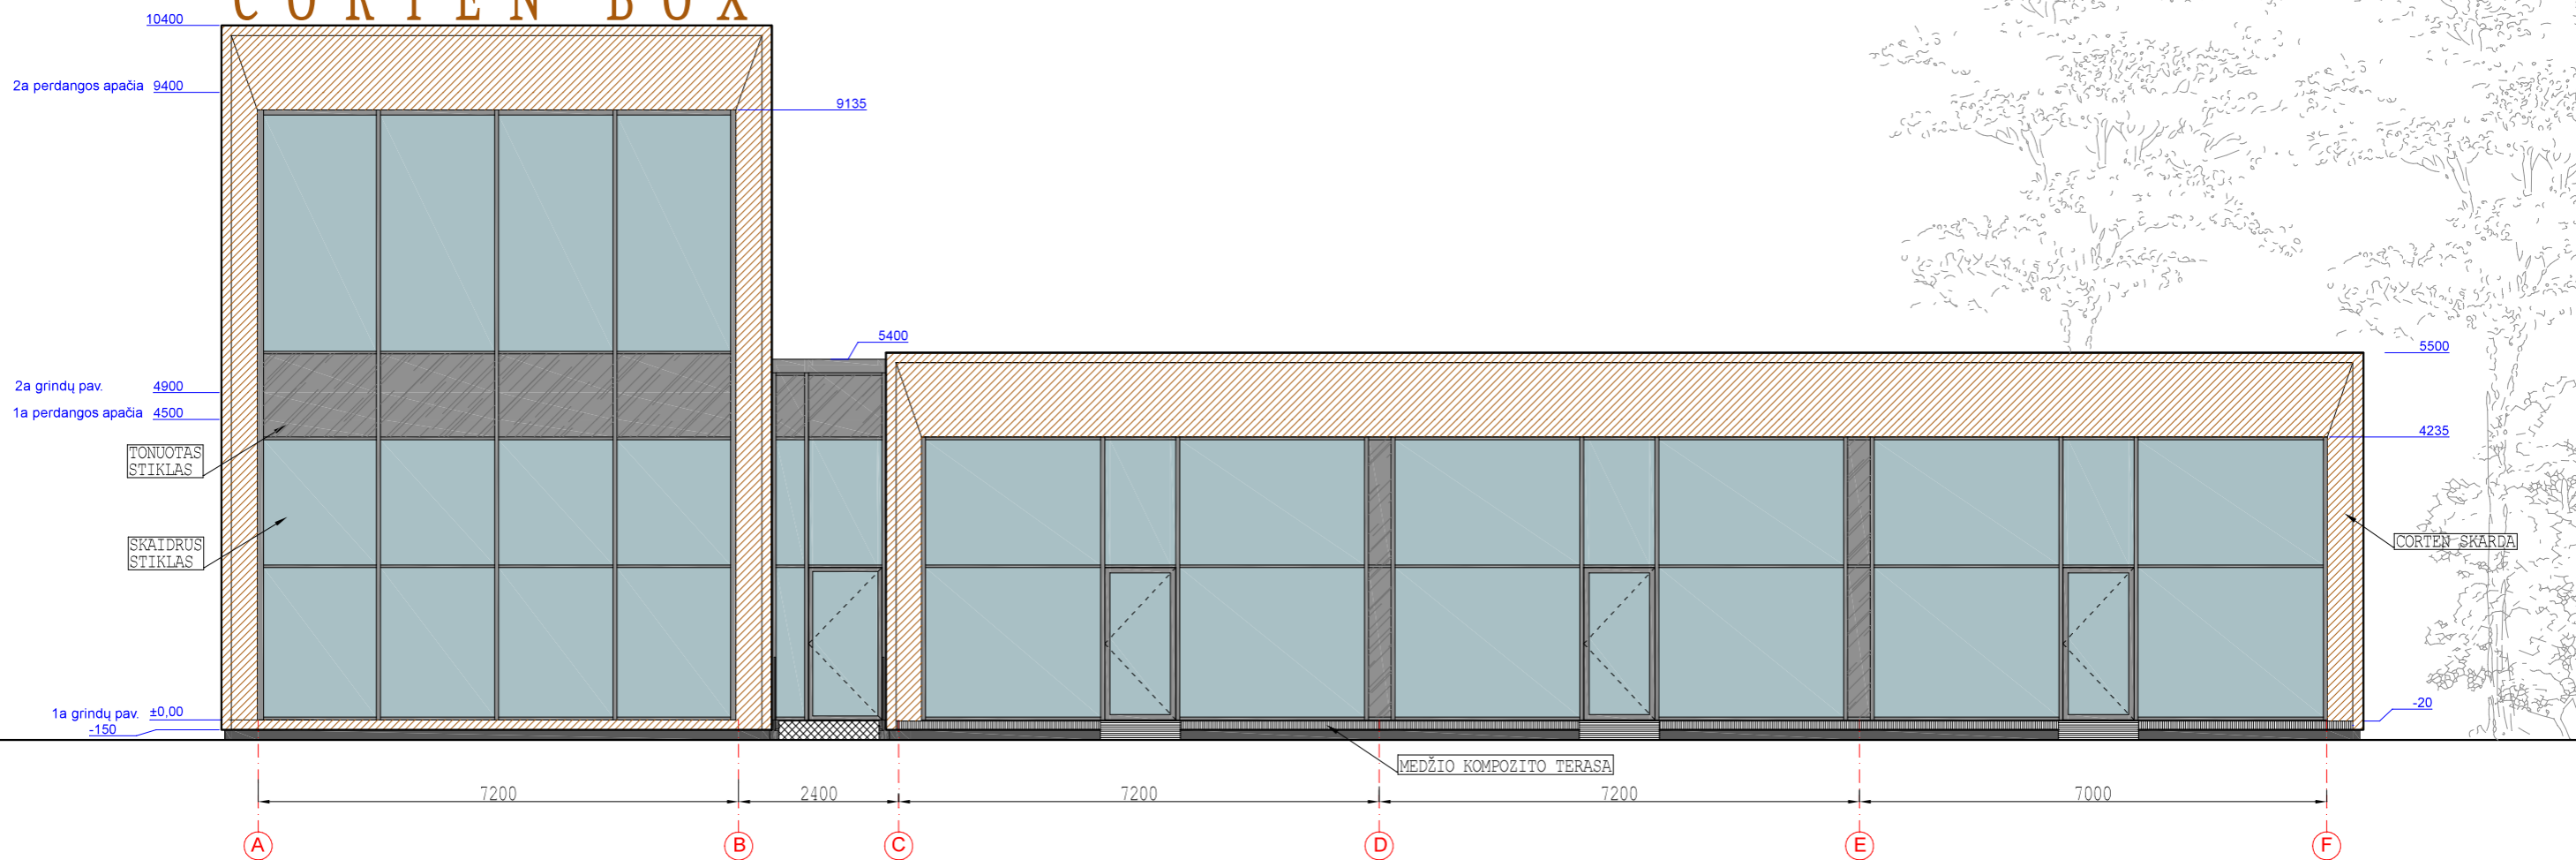 CORTEN BOX
10400
2a perdangos apačia 9400
9135
5400
5500
2a grindų pav. 4900
1a perdangos apačia 4500
4235
TONUOTAS
STIKLAS
SKAIDRUS
STIKLAS
CORTEN SKARDA
1a grindų pav. ±0,00
-150
-20
MEDŽIO KOMPOZITO TERASA
7200 2400 7200 7200 7000
A B C D E F